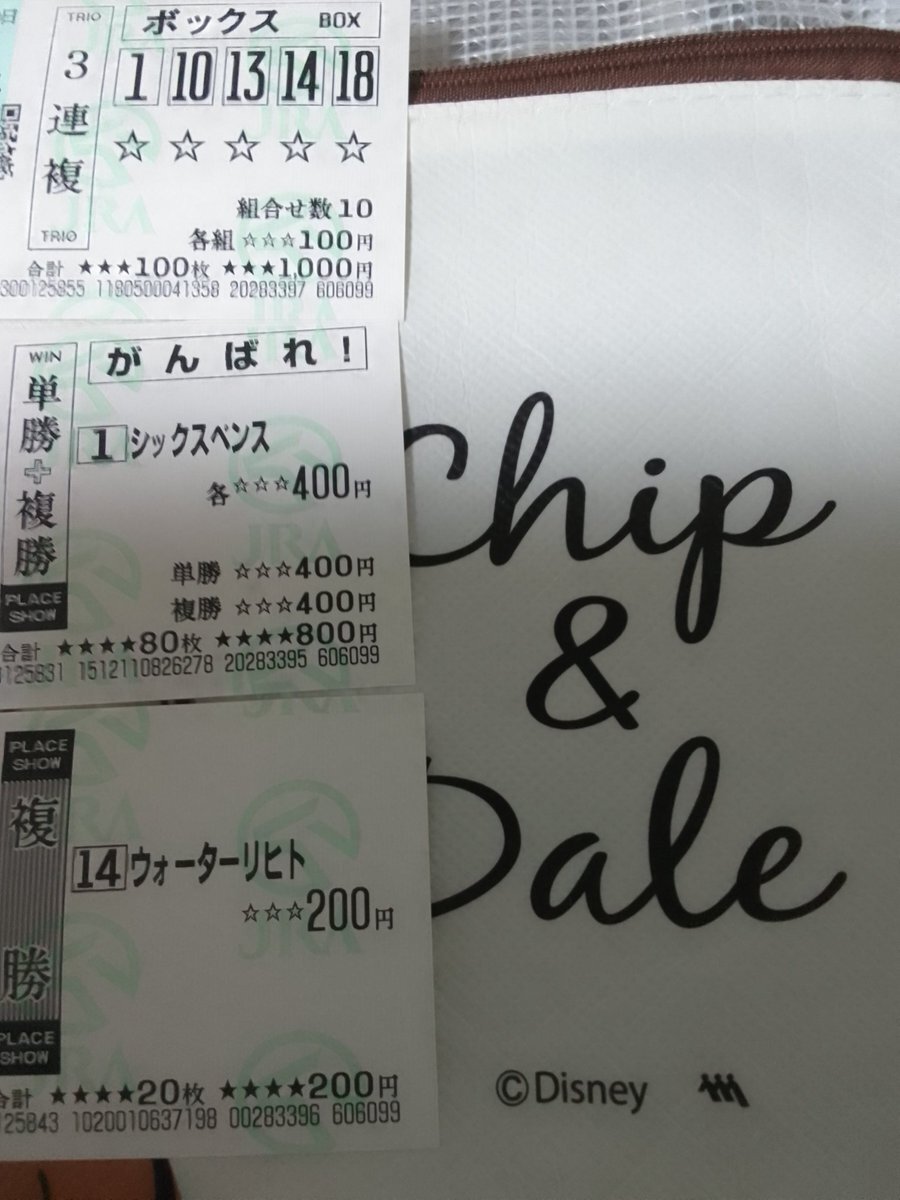 TRIO
3連複
TRIO
ボックス BOX
1 10 13 14 18
☆ ☆ ☆ ☆ ☆
組合せ数10
各組☆☆☆100円
合計 ★★★100枚 ★★★1,000円
300125855 1180500041358 20283397 606099
WIN
単勝+複勝
PLACE
SHOW
がんばれ!
1 シックスペンス
各☆☆☆400円
単勝 ☆☆☆400円
複勝 ☆☆☆400円
合計 ★★★★80枚 ★★★★800円
125831 1512110826278 20283395 606099
PLACE
SHOW
複勝
PLACE
SHOW
14 ウォーターリヒト
☆☆☆200円
合計 ★★★★20枚 ★★★★200円
125843 1020010637198 00283396 606099
JRA
Chip
&
Dale
©Disney